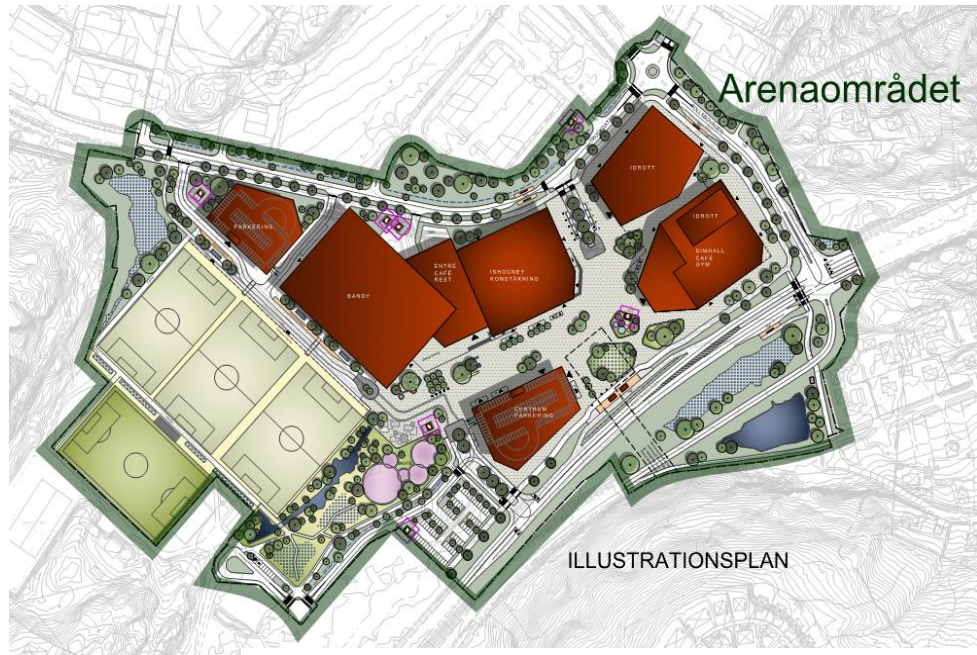 Arenaområdet
IDROTT
IDROTT
SIMHALL
CAFÉ
GYM
PARKERING
ENTRÉ
CAFÉ
REST.
ISHOCKEY
KONSTÅKNING
BANDY
CENTRUM
PARKERING
ILLUSTRATIONSPLAN